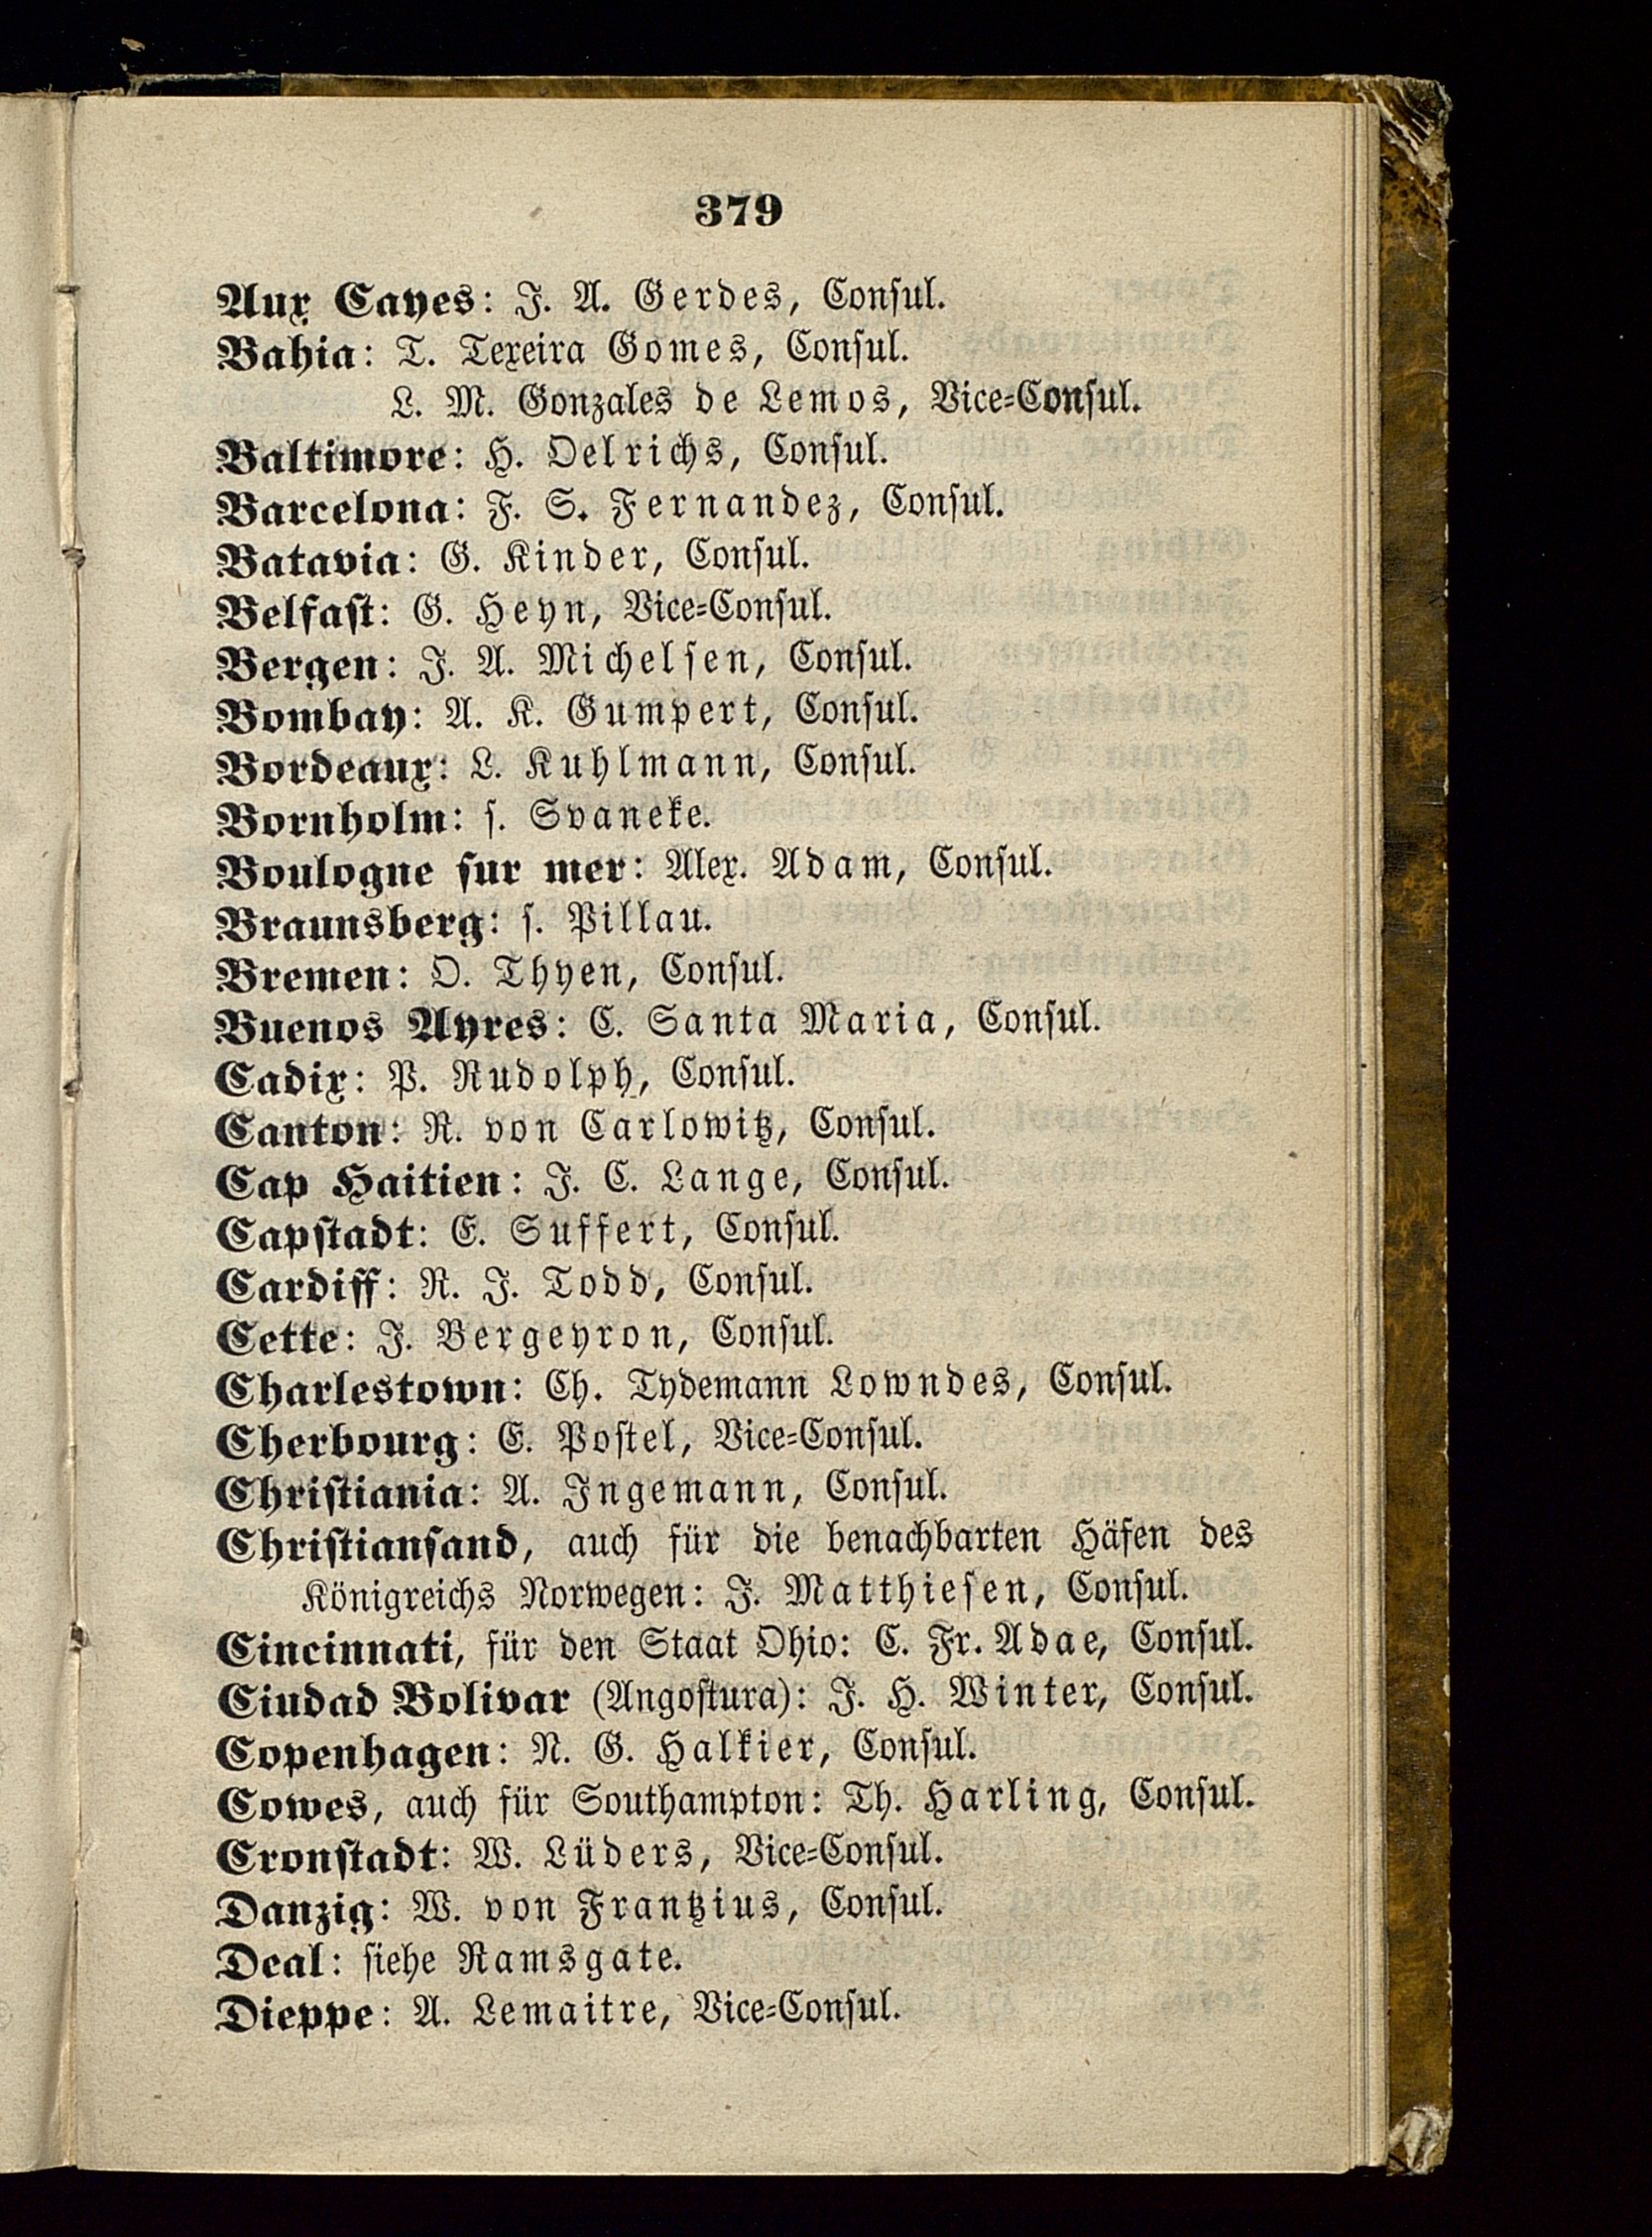 379
Aux Cayes: J. A. Gerdes, Consul.
Bahia: T. Texeira Gomes, Consul.
L. M. Gonzales de Lemos, Vice-Consul.
Baltimore: H. Oelrichs, Consul.
Barcelona: F. S. Fernandez, Consul.
Batavia: G. Kinder, Consul.
Belfast: G. Heyn, Vice-Consul.
Bergen: J. A. Michelsen, Consul.
Bombay: A. K. Gumpert, Consul.
Bordeaux: L. Kuhlmann, Consul.
Bornholm: s. Svaneke.
Boulogne sur mer: Alex. Adam, Consul.
Braunsberg: s. Pillau.
Bremen: O. Thyen, Consul.
Buenos Ayres: C. Santa Maria, Consul.
Cadix: P. Rudolph, Consul.
Canton: R. von Carlowitz, Consul.
Cap Haitien: J. C. Lange, Consul.
Capstadt: E. Suffert, Consul.
Cardiff: R. J. Todd, Consul.
Cette: J. Bergeyron, Consul.
Charlestown: Ch. Tydemann Lowndes, Consul.
Cherbourg: E. Postel, Vice-Consul.
Christiania: A. Ingemann, Consul.
Christiansand, auch für die benachbarten Häfen des
Königreichs Norwegen: J. Matthiesen, Consul.
Cincinnati, für den Staat Ohio: C. Fr. Adae, Consul.
Ciudad Bolivar (Angostura): J. H. Winter, Consul.
Copenhagen: N. G. Halkier, Consul.
Cowes, auch für Southampton: Th. Harling, Consul.
Cronstadt: W. Lüders, Vice-Consul.
Danzig: W. von Frantzius, Consul.
Deal: siehe Ramsgate.
Dieppe: A. Lemaitre, Vice-Consul.